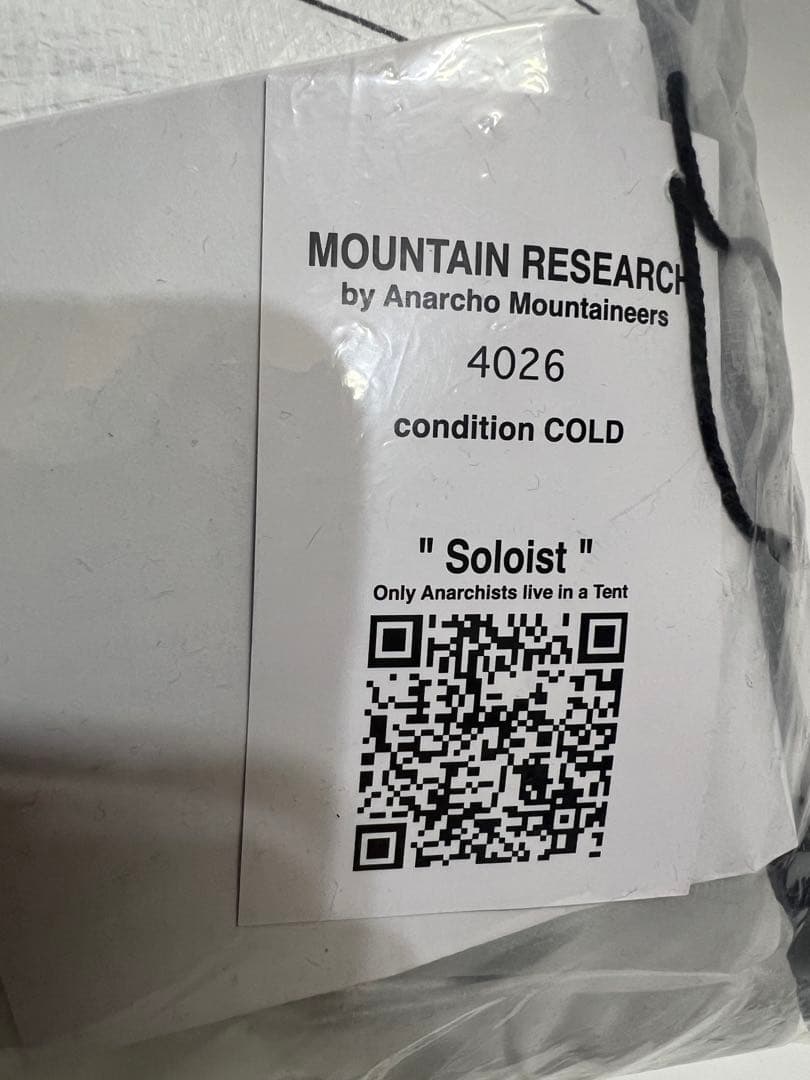 MOUNTAIN RESEARCH
by Anarcho Mountaineers
4026
condition COLD
" Soloist "
Only Anarchists live in a Tent